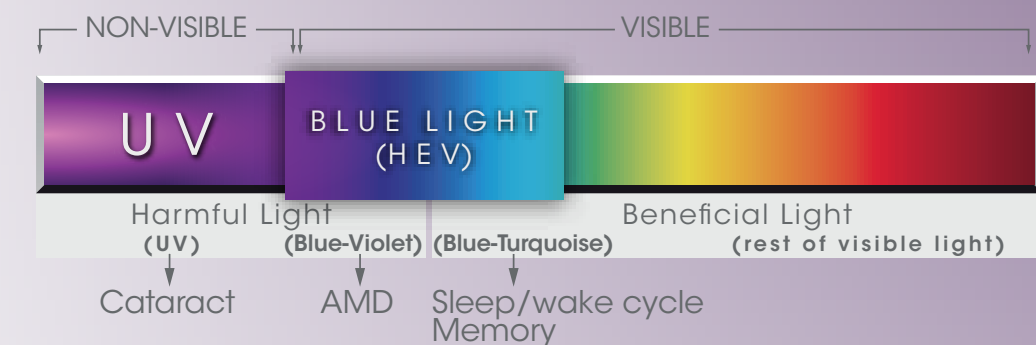 NON-VISIBLE VISIBLE
UV
BLUE LIGHT
(HEV)
Harmful Light Beneficial Light
(UV) (Blue-Violet) (Blue-Turquoise) (rest of visible light)
Cataract AMD Sleep/wake cycle
Memory